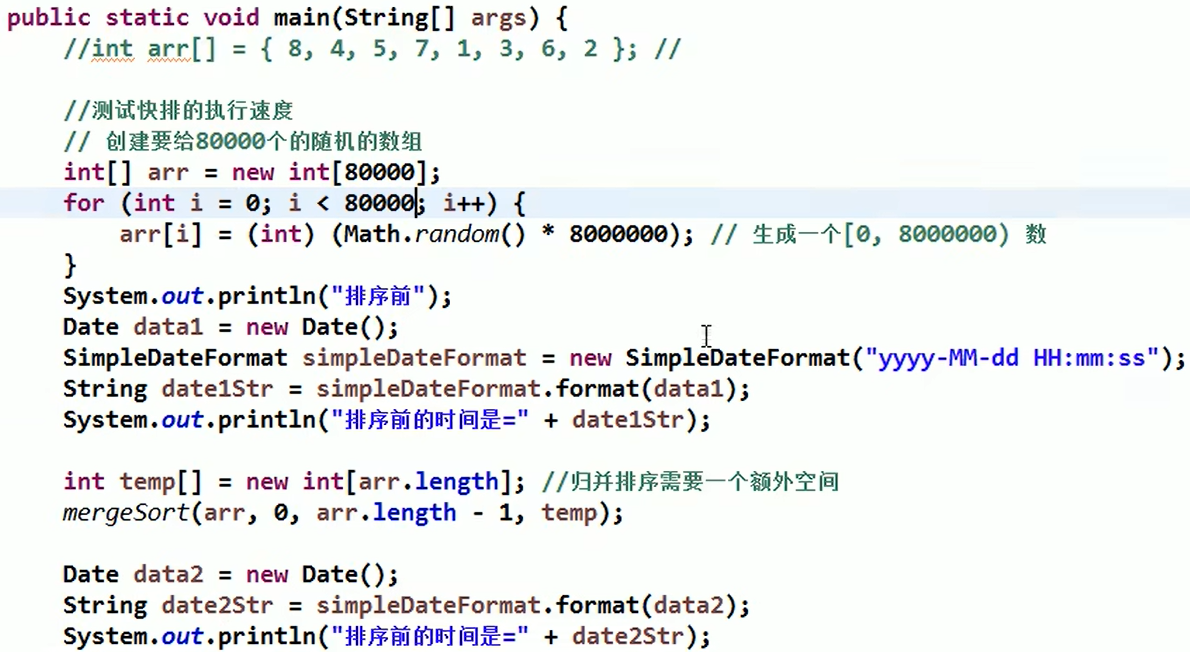 public static void main(String[] args) {
//int arr[] = { 8, 4, 5, 7, 1, 3, 6, 2 }; //
//测试快排的执行速度
// 创建要给80000个的随机的数组
int[] arr = new int[80000];
for (int i = 0; i < 80000; i++) {
arr[i] = (int) (Math.random() * 8000000); // 生成一个[0, 8000000) 数
}
System.out.println("排序前");
Date data1 = new Date();
SimpleDateFormat simpleDateFormat = new SimpleDateFormat("yyyy-MM-dd HH:mm:ss");
String date1Str = simpleDateFormat.format(data1);
System.out.println("排序前的时间是=" + date1Str);
int temp[] = new int[arr.length]; //归并排序需要一个额外空间
mergeSort(arr, 0, arr.length - 1, temp);
Date data2 = new Date();
String date2Str = simpleDateFormat.format(data2);
System.out.println("排序前的时间是=" + date2Str);